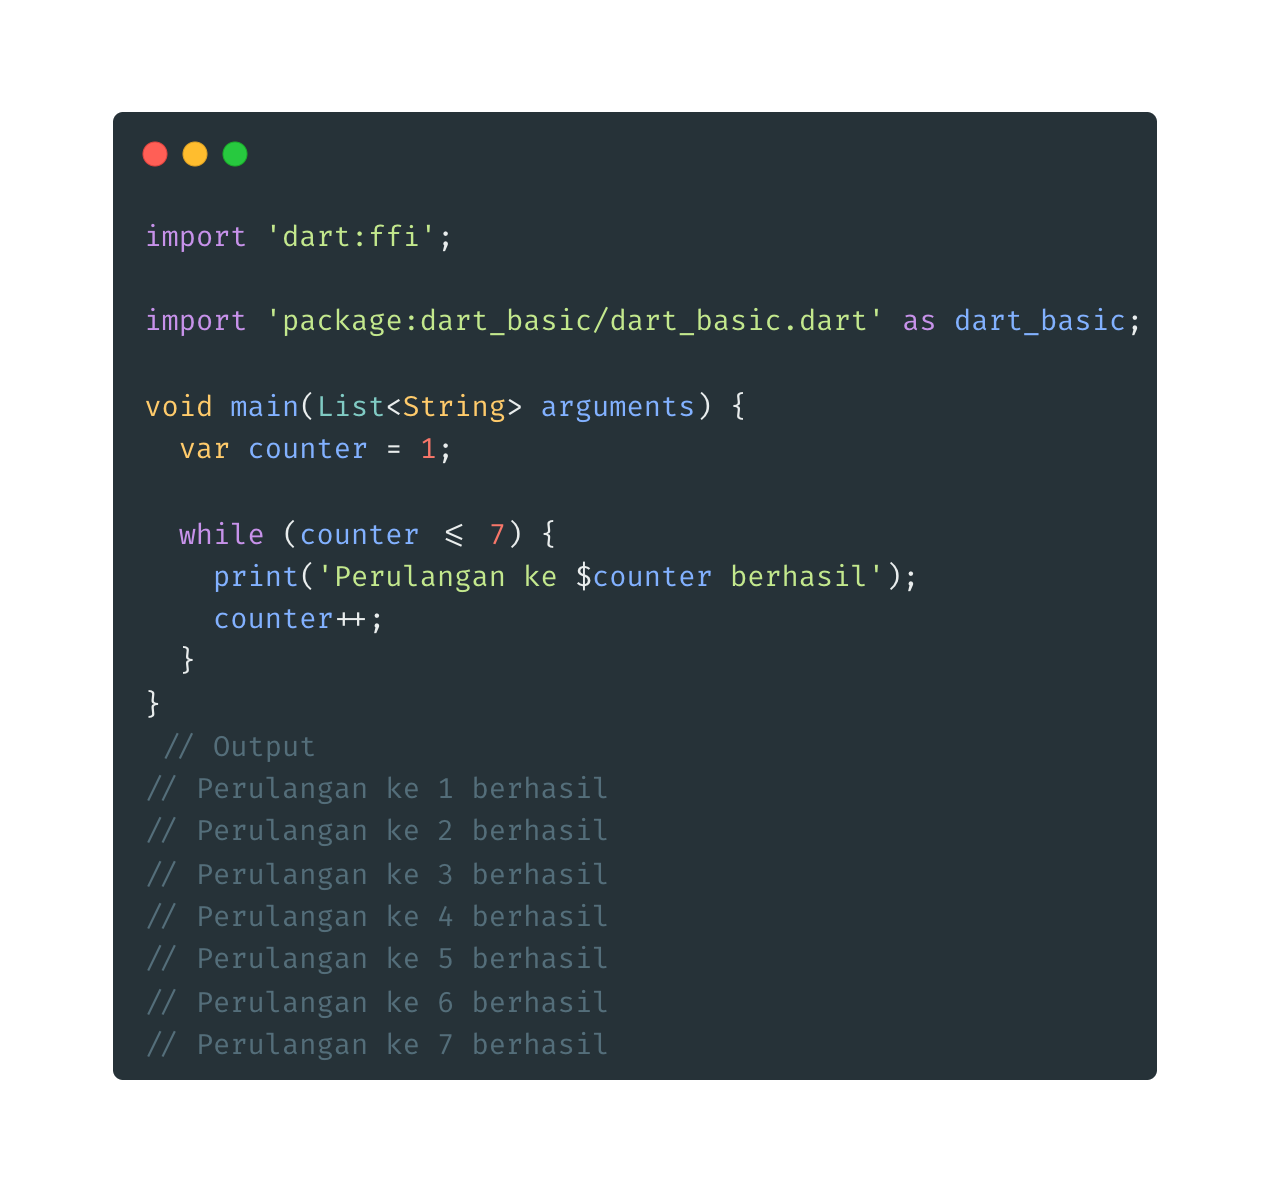 import 'dart:ffi';
import 'package:dart_basic/dart_basic.dart' as dart_basic;
void main(List<String> arguments) {
  var counter = 1;
  while (counter <= 7) {
    print('Perulangan ke $counter berhasil');
    counter++;
  }
}
 // Output
// Perulangan ke 1 berhasil
// Perulangan ke 2 berhasil
// Perulangan ke 3 berhasil
// Perulangan ke 4 berhasil
// Perulangan ke 5 berhasil
// Perulangan ke 6 berhasil
// Perulangan ke 7 berhasil